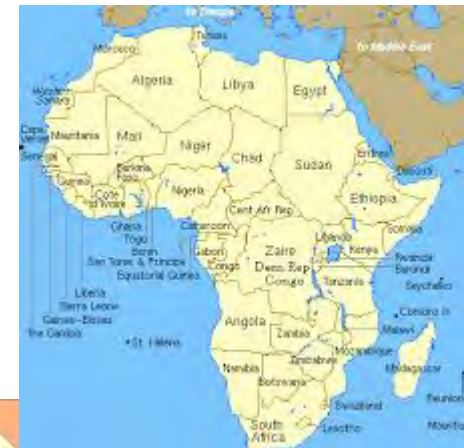 to Europe
Tunisia
Morocco
to Middle East
Algeria
Libya
Egypt
Western
Sahara
Cape
Verde
Mauritania
Mali
Niger
Chad
Sudan
Eritrea
Senegal
Djibouti
Burkina
Faso
Guinea
Nigeria
Cote
d'Ivoire
Ethiopia
Cent Afr Rep
Somalia
Ghana
Togo
Benin
Cameroon
Uganda
Kenya
San Tome & Principe
Gabon
Congo
Zaire
Dem. Rep
Congo
Rwanda
Burundi
Equatorial Guinea
Tanzania
Seychelles
Liberia
Sierra Leone
Guinea-Bissau
The Gambia
Comoro Is
Angola
Malawi
Zambia
St. Helena
Mozambique
Zimbabwe
Madagascar
Namibia
Botswana
Reunion
Swaziland
South
Africa
Lesotho